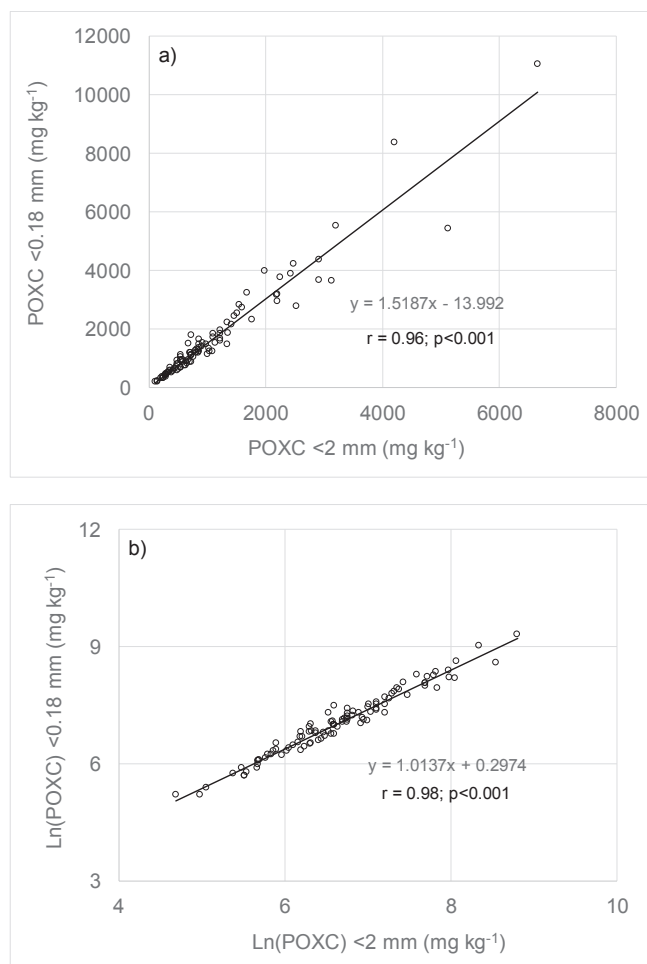 a)
12000
10000
8000
6000
4000
2000
0
POXC <0.18 mm (mg kg⁻¹)
y = 1.5187x - 13.992
r = 0.96; p<0.001
0 2000 4000 6000 8000
POXC <2 mm (mg kg⁻¹)
b)
12
9
6
3
Ln(POXC) <0.18 mm (mg kg⁻¹)
y = 1.0137x + 0.2974
r = 0.98; p<0.001
4 6 8 10
Ln(POXC) <2 mm (mg kg⁻¹)